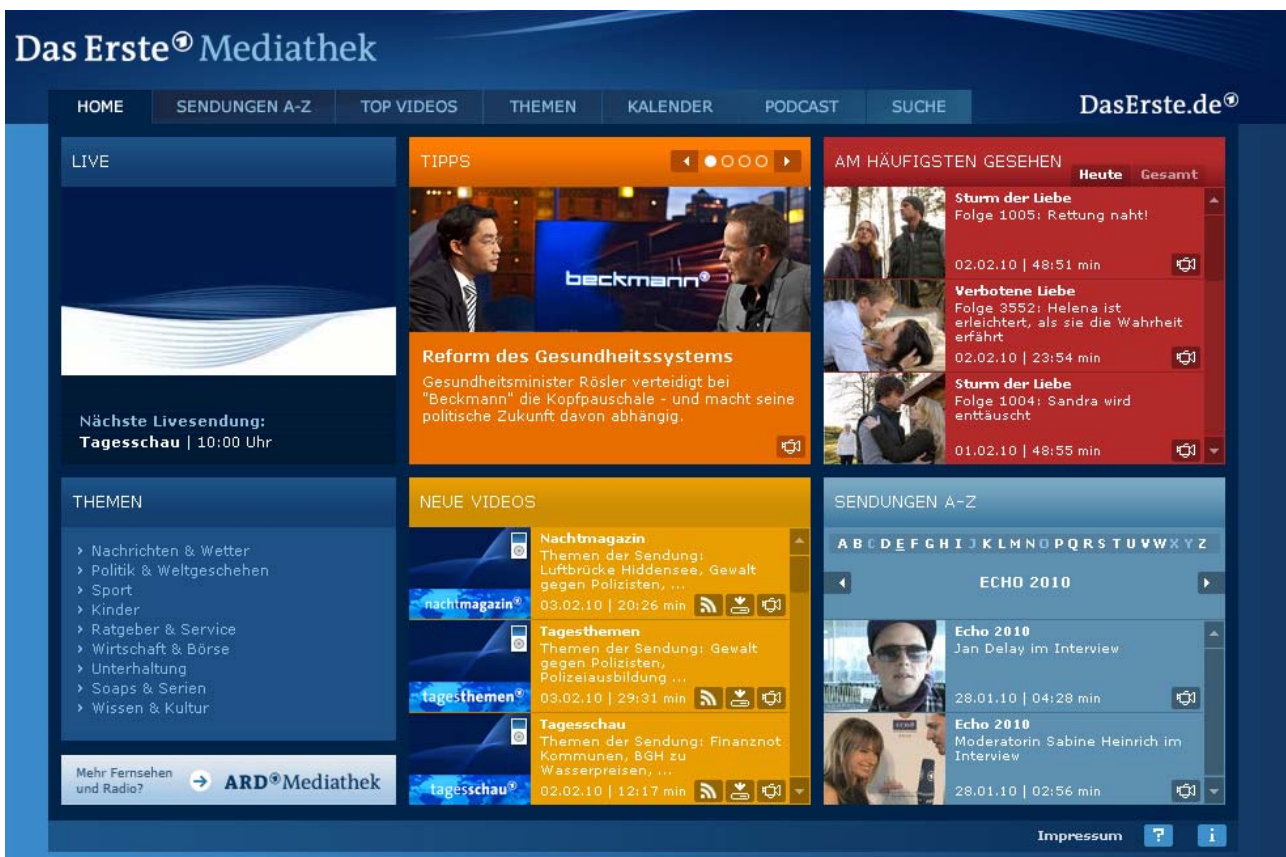 Das Erste Mediathek
HOME SENDUNGEN A-Z TOP VIDEOS THEMEN KALENDER PODCAST SUCHE DasErste.de
LIVE
Nächste Livesendung:
Tagesschau | 10:00 Uhr
TIPPS
beckmann
Reform des Gesundheitssystems
Gesundheitsminister Rösler verteidigt bei
"Beckmann" die Kopfpauschale - und macht seine
politische Zukunft davon abhängig.
AM HÄUFIGSTEN GESEHEN
Heute Gesamt
Sturm der Liebe
Folge 1005: Rettung naht!
02.02.10 | 48:51 min
Verbotene Liebe
Folge 3552: Helena ist
erleichtert, als sie die Wahrheit
erfährt
02.02.10 | 23:54 min
Sturm der Liebe
Folge 1004: Sandra wird
enttäuscht
01.02.10 | 48:55 min
THEMEN
Nachrichten & Wetter
Politik & Weltgeschehen
Sport
Kinder
Ratgeber & Service
Wirtschaft & Börse
Unterhaltung
Soaps & Serien
Wissen & Kultur
Mehr Fernsehen
und Radio?
ARD Mediathek
NEUE VIDEOS
nachtmagazin
Nachtmagazin
Themen der Sendung:
Luftbrücke Hiddensee, Gewalt
gegen Polizisten, ...
03.02.10 | 20:26 min
tagesthemen
Tagesthemen
Themen der Sendung: Gewalt
gegen Polizisten,
Polizeiausbildung ...
03.02.10 | 29:31 min
tagesschau
Tagesschau
Themen der Sendung: Finanznot
Kommunen, BGH zu
Wasserpreisen, ...
02.02.10 | 12:17 min
SENDUNGEN A-Z
A B C D E F G H I J K L M N O P Q R S T U V W X Y Z
ECHO 2010
Echo 2010
Jan Delay im Interview
28.01.10 | 04:28 min
Echo 2010
Moderatorin Sabine Heinrich im
Interview
28.01.10 | 02:56 min
Impressum ? i